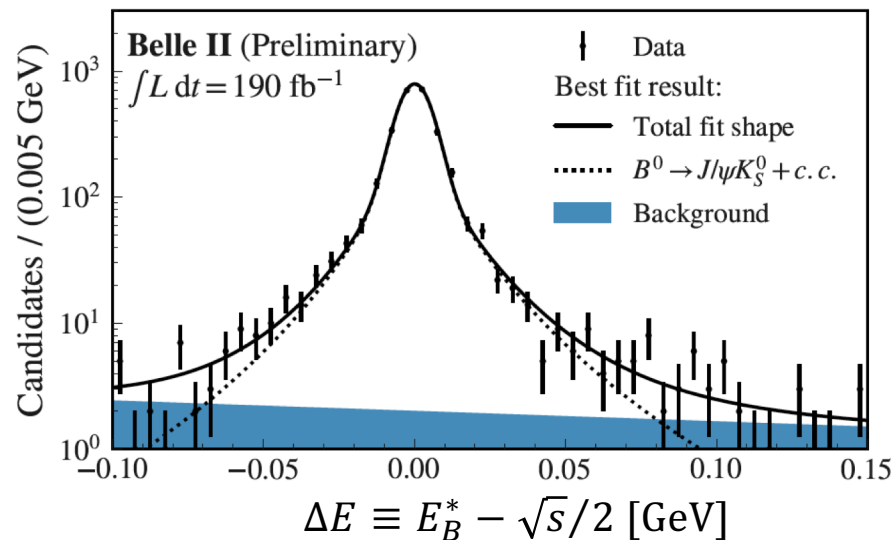 Belle II (Preliminary)
∫L dt = 190 fb⁻¹
Data
Best fit result:
Total fit shape
B⁰ → J/ψK⁰_S + c. c.
Background
Candidates / (0.005 GeV)
10³
10²
10¹
10⁰
−0.10 −0.05 0.00 0.05 0.10 0.15
ΔE ≡ E*_B − √s/2 [GeV]